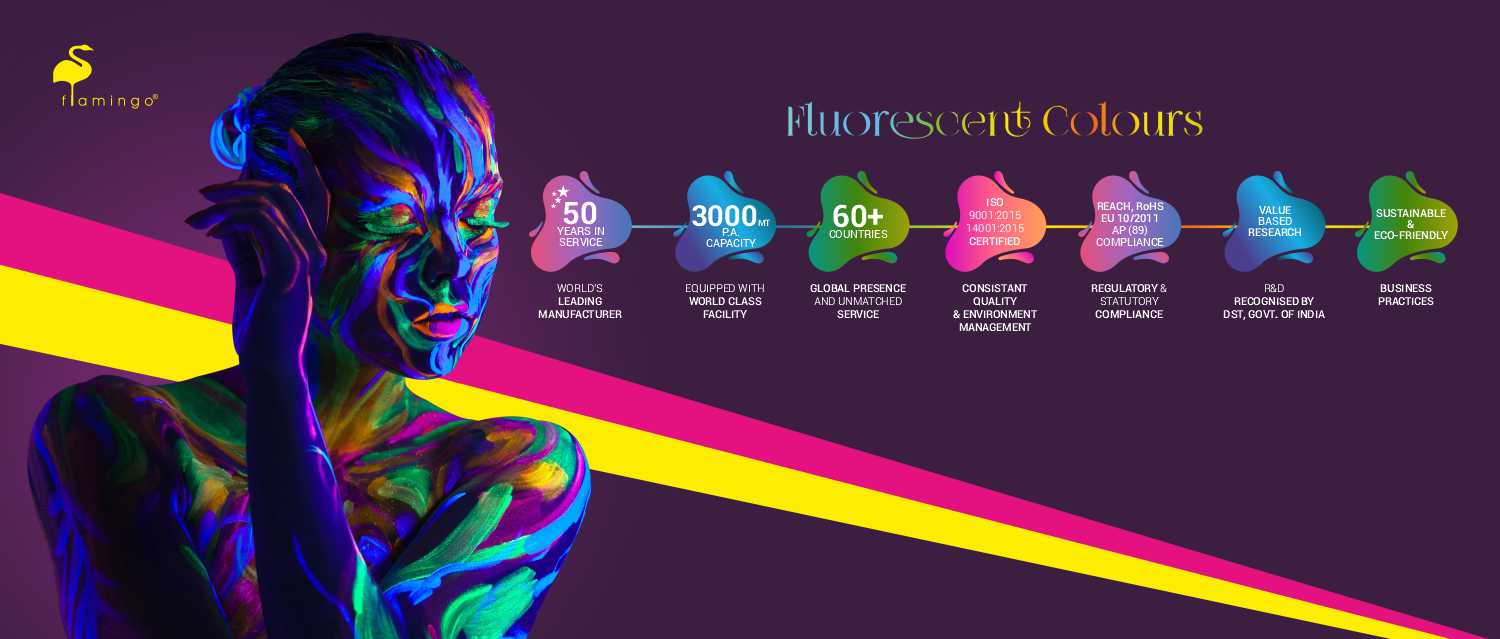 flamingo®
Fluorescent Colours
50
YEARS IN
SERVICE
WORLD'S
LEADING
MANUFACTURER
3000 MT
P.A.
CAPACITY
EQUIPPED WITH
WORLD CLASS
FACILITY
60+
COUNTRIES
GLOBAL PRESENCE
AND UNMATCHED
SERVICE
ISO
9001:2015
14001:2015
CERTIFIED
CONSISTANT
QUALITY
& ENVIRONMENT
MANAGEMENT
REACH, RoHS
EU 10/2011
AP (89)
COMPLIANCE
REGULATORY &
STATUTORY
COMPLIANCE
VALUE
BASED
RESEARCH
R&D
RECOGNISED BY
DST, GOVT. OF INDIA
SUSTAINABLE
&
ECO-FRIENDLY
BUSINESS
PRACTICES